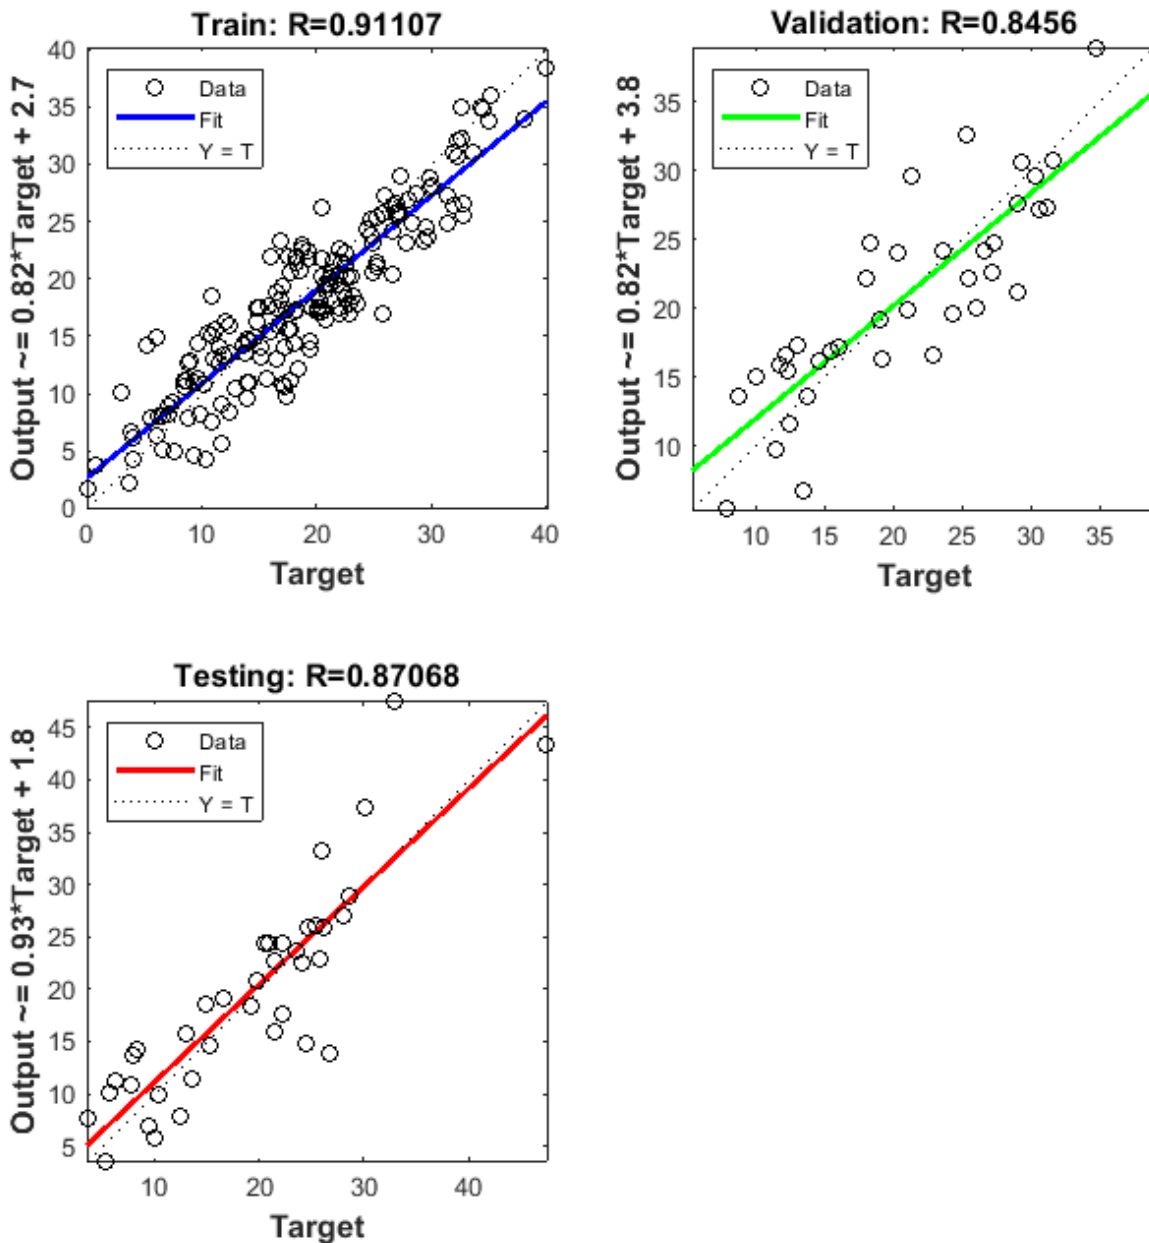 Train: R=0.91107
Output ~= 0.82*Target + 2.7
40
35
30
25
20
15
10
5
0
Data
Fit
Y = T
0
10
20
30
40
Target
Validation: R=0.8456
Output ~= 0.82*Target + 3.8
35
30
25
20
15
10
Data
Fit
Y = T
10
15
20
25
30
35
Target
Testing: R=0.87068
Output ~= 0.93*Target + 1.8
45
40
35
30
25
20
15
10
5
Data
Fit
Y = T
10
20
30
40
Target